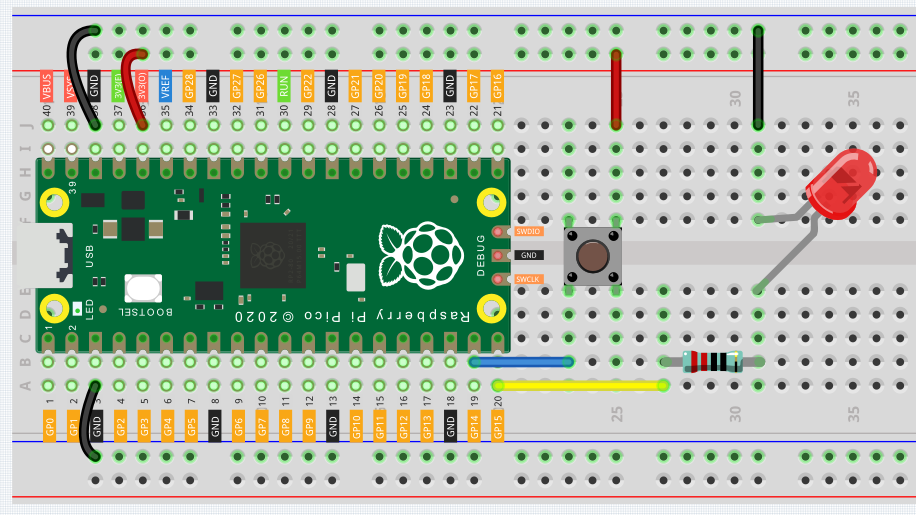 VBUS GND 3V3(O) VREF GP28 GND GP27 GP26 RUN GP22 GND GP21 GP20 GP19 GP18 GND GP17 GP16
40 39 37 35 34 33 32 31 30 29 28 27 26 25 24 23 22 21
30 35
J
I
H
39
F
SWDIO
GND
SWCLK
DEBUG
USB
BOOTSEL
LED
Raspberry Pi Pico © 2020
1
2
E
D
C
B
A
1 2 3 4 5 6 7 8 9 10 11 12 13 14 15 16 17 18 19 20
25 30 35
GP0 GP1 GND GP2 GP3 GP4 GP5 GND GP6 GP7 GP8 GP9 GND GP10 GP11 GP12 GP13 GND GP14 GP15